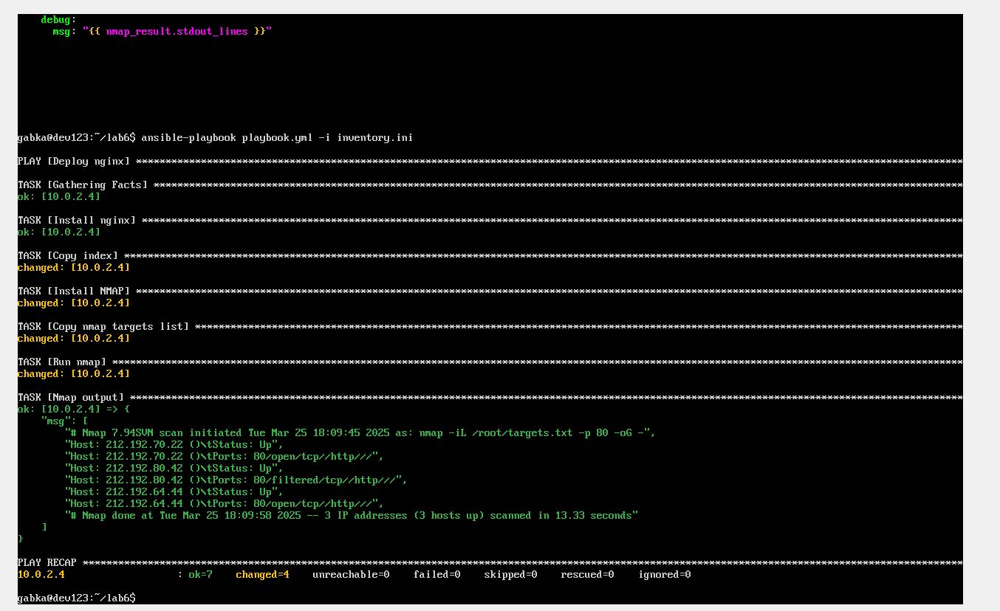 debug:
msg: "{{ nmap_result.stdout_lines }}"
gabka@dev123:~/lab6$ ansible-playbook playbook.yml -i inventory.ini
PLAY [Deploy nginx] ********************************************************************************************************************************************
TASK [Gathering Facts] *****************************************************************************************************************************************
ok: [10.0.2.4]
TASK [Install nginx] *******************************************************************************************************************************************
ok: [10.0.2.4]
TASK [Copy index] **********************************************************************************************************************************************
changed: [10.0.2.4]
TASK [Install NMAP] ********************************************************************************************************************************************
changed: [10.0.2.4]
TASK [Copy nmap targets list] **********************************************************************************************************************************
changed: [10.0.2.4]
TASK [Run nmap] ************************************************************************************************************************************************
changed: [10.0.2.4]
TASK [Nmap output] *********************************************************************************************************************************************
ok: [10.0.2.4] => {
"msg": [
"# Nmap 7.94SVN scan initiated Tue Mar 25 18:09:45 2025 as: nmap -iL /root/targets.txt -p 80 -oG -",
"Host: 212.192.70.22 ()\tStatus: Up",
"Host: 212.192.70.22 ()\tPorts: 80/open/tcp//http///",
"Host: 212.192.80.42 ()\tStatus: Up",
"Host: 212.192.80.42 ()\tPorts: 80/filtered/tcp//http///",
"Host: 212.192.64.44 ()\tStatus: Up",
"Host: 212.192.64.44 ()\tPorts: 80/open/tcp//http///",
"# Nmap done at Tue Mar 25 18:09:58 2025 -- 3 IP addresses (3 hosts up) scanned in 13.33 seconds"
]
}
PLAY RECAP *****************************************************************************************************************************************************
10.0.2.4 : ok=7 changed=4 unreachable=0 failed=0 skipped=0 rescued=0 ignored=0
gabka@dev123:~/lab6$